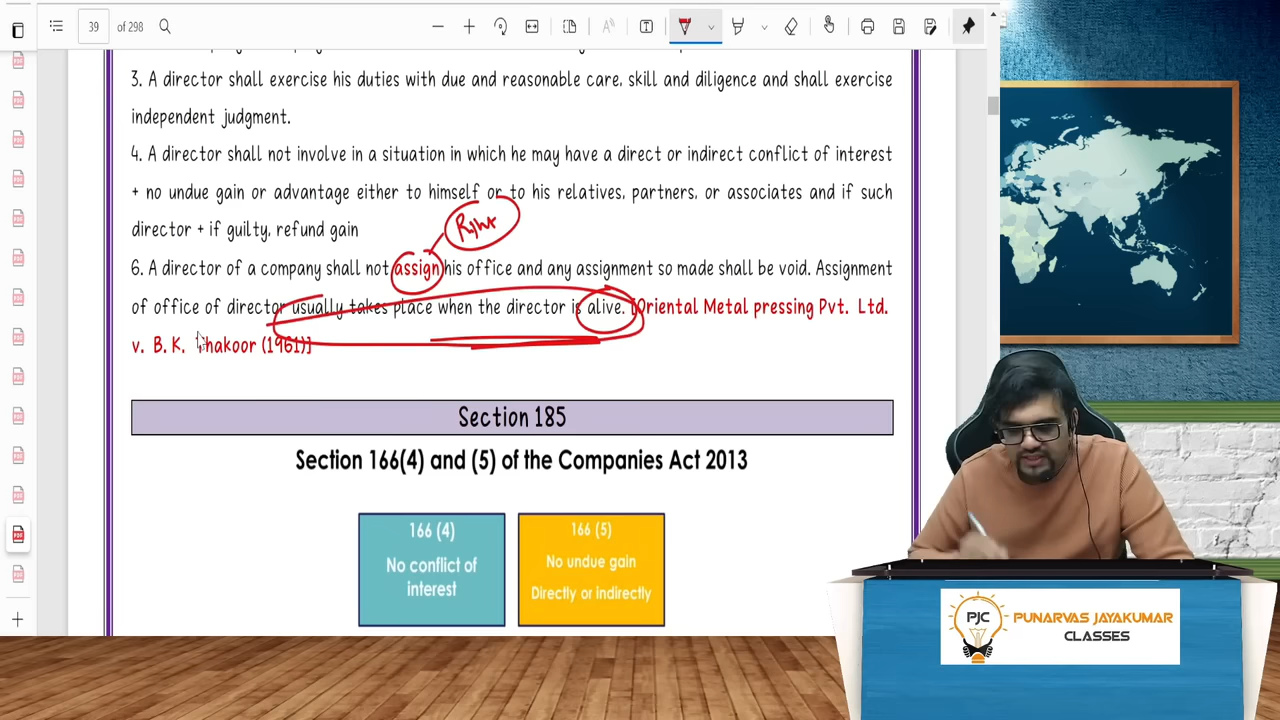 39 of 298
3. A director shall exercise his duties with due and reasonable care, skill and diligence and shall exercise
independent judgment.
4. A director shall not involve in a situation in which he may have a direct or indirect conflict of interest
+ no undue gain or advantage either to himself or to his relatives, partners, or associates and if such
director + if guilty, refund gain
6. A director of a company shall not assign his office and any assignment so made shall be void. Assignment
of office of director usually takes place when the director is alive. [Oriental Metal pressing Pvt. Ltd.
v. B. K. Thakoor (1961)]
Section 185
Section 166(4) and (5) of the Companies Act 2013
166 (4)
No conflict of
interest
166 (5)
No undue gain
Directly or indirectly
PJC
PUNARVAS JAYAKUMAR
CLASSES